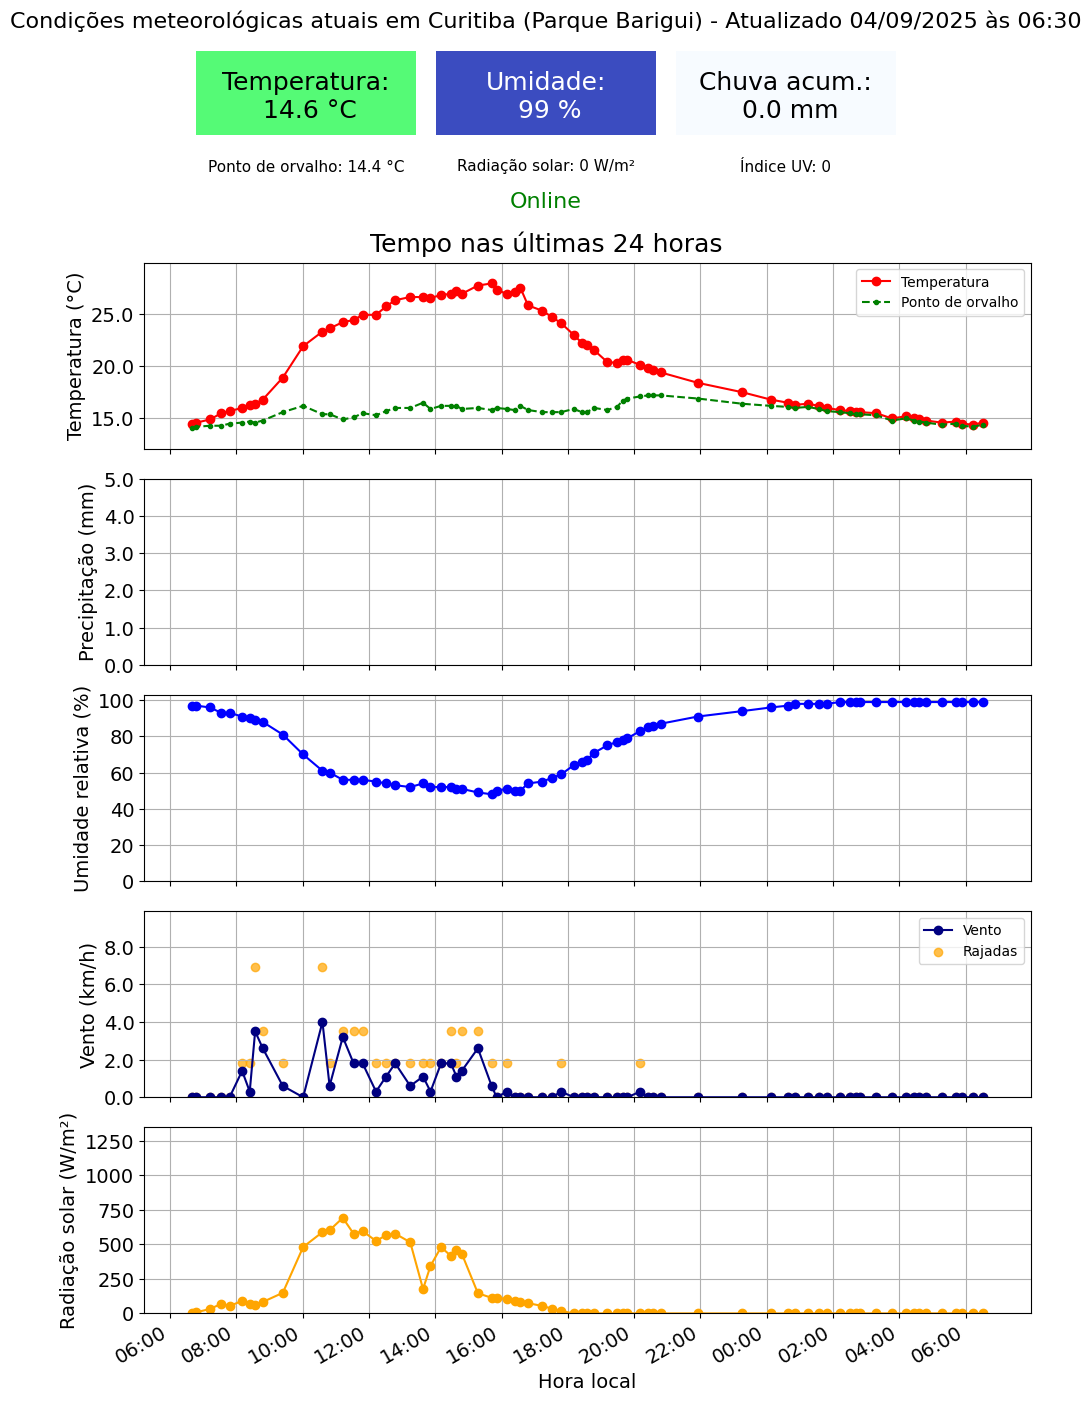 Condições meteorológicas atuais em Curitiba (Parque Barigui) - Atualizado 04/09/2025 às 06:30
Temperatura:
14.6 °C
Umidade:
99 %
Chuva acum.:
0.0 mm
Ponto de orvalho: 14.4 °C
Radiação solar: 0 W/m²
Índice UV: 0
Online
Tempo nas últimas 24 horas
Temperatura (°C)
25.0
20.0
15.0
Temperatura
Ponto de orvalho
Precipitação (mm)
5.0
4.0
3.0
2.0
1.0
0.0
Umidade relativa (%)
100
80
60
40
20
0
Vento (km/h)
8.0
6.0
4.0
2.0
0.0
Vento
Rajadas
Radiação solar (W/m²)
1250
1000
750
500
250
0
06:00
08:00
10:00
12:00
14:00
16:00
18:00
20:00
22:00
00:00
02:00
04:00
06:00
Hora local